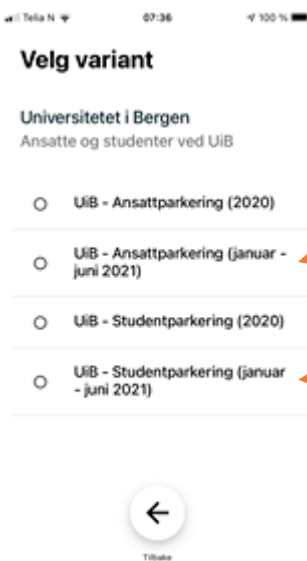 Telia N 07:36 100 %
Velg variant
Universitetet i Bergen
Ansatte og studenter ved UiB
UiB - Ansattparkering (2020)
UiB - Ansattparkering (januar -
juni 2021)
UiB - Studentparkering (2020)
UiB - Studentparkering (januar
- juni 2021)
Tilbake